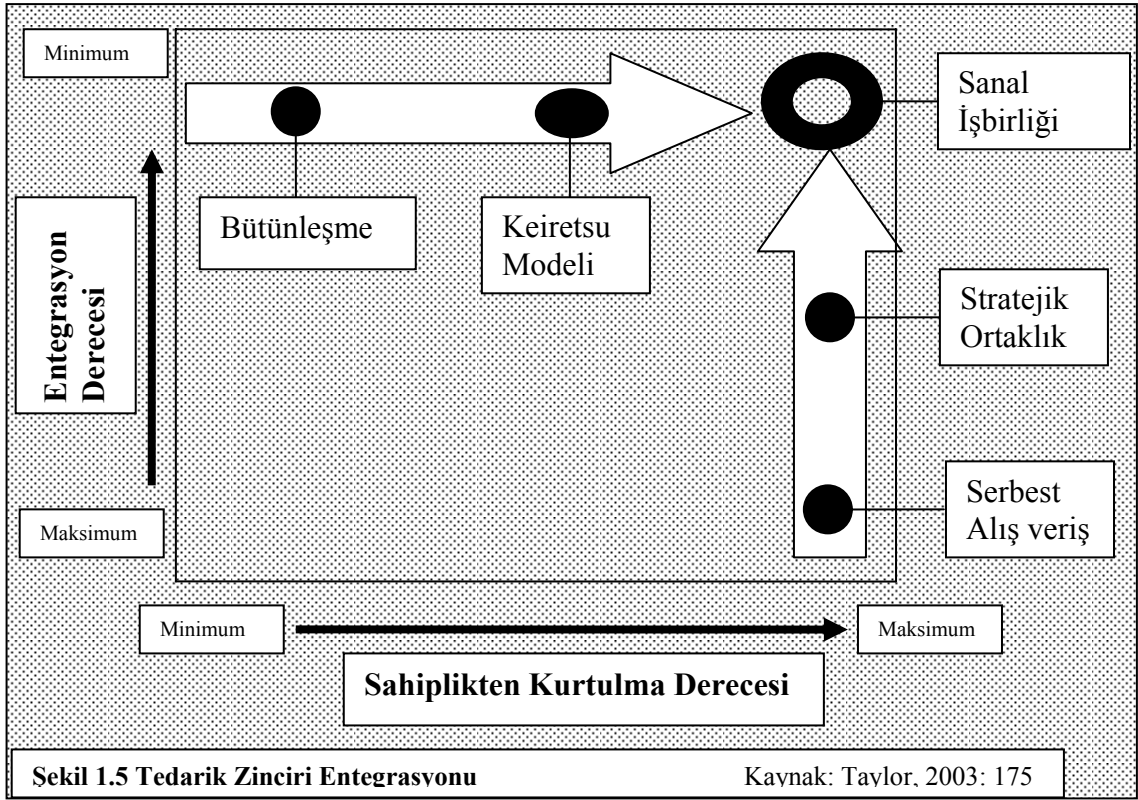 Minimum
Sanal
İşbirliği
Bütünleşme
Keiretsu
Modeli
Entegrasyon
Derecesi
Stratejik
Ortaklık
Serbest
Alış veriş
Maksimum
Minimum
Maksimum
Sahiplikten Kurtulma Derecesi
Şekil 1.5 Tedarik Zinciri Entegrasyonu Kaynak: Taylor, 2003: 175